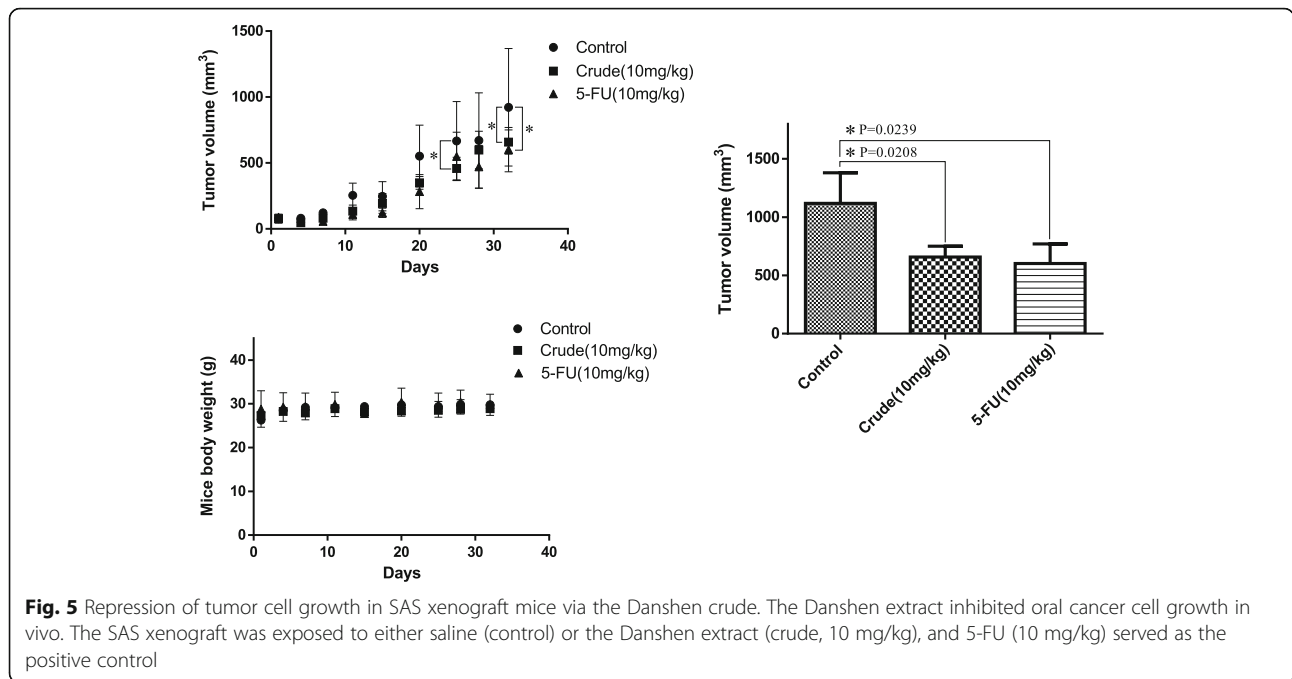 1500
1000
500
0
0 10 20 30 40
Tumor volume (mm³)
Days
Control
Crude(10mg/kg)
5-FU(10mg/kg)
*
*
*
40
30
20
10
0
0 10 20 30 40
Mice body weight (g)
Days
Control
Crude(10mg/kg)
5-FU(10mg/kg)
* P=0.0239
* P=0.0208
1500
1000
500
0
Tumor volume (mm³)
Control
Crude(10mg/kg)
5-FU(10mg/kg)
Fig. 5 Repression of tumor cell growth in SAS xenograft mice via the Danshen crude. The Danshen extract inhibited oral cancer cell growth in
vivo. The SAS xenograft was exposed to either saline (control) or the Danshen extract (crude, 10 mg/kg), and 5-FU (10 mg/kg) served as the
positive control